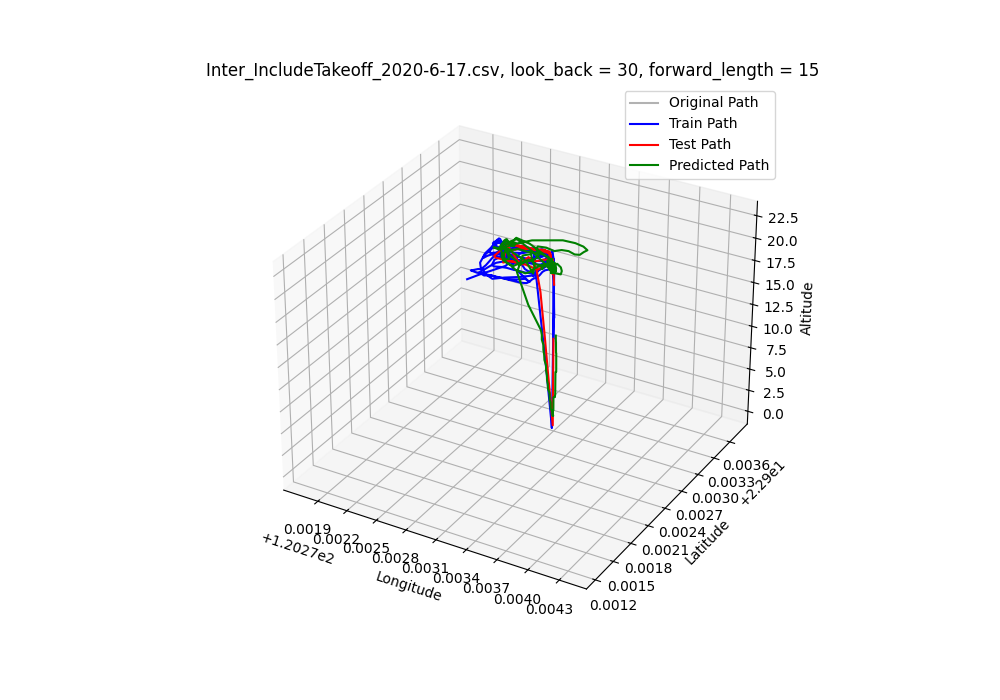 Inter_IncludeTakeoff_2020-6-17.csv, look_back = 30, forward_length = 15
Original Path
Train Path
Test Path
Predicted Path
22.5
20.0
17.5
15.0
12.5
10.0
7.5
5.0
2.5
0.0
Altitude
0.0036
0.0033
0.0030
0.0027
0.0024
0.0021
0.0018
0.0015
0.0012
+2.29e1
Latitude
0.0019
0.0022
0.0025
0.0028
0.0031
0.0034
0.0037
0.0040
0.0043
+1.2027e2
Longitude